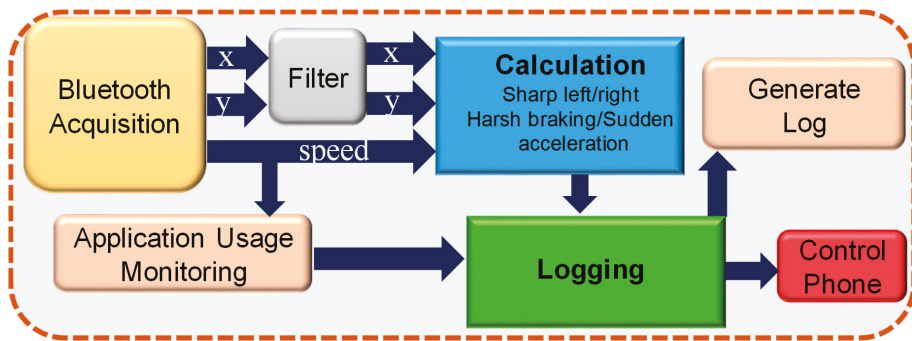 Bluetooth
Acquisition
x
y
Filter
x
y
speed
Calculation
Sharp left/right
Harsh braking/Sudden
acceleration
Generate
Log
Application Usage
Monitoring
Logging
Control
Phone